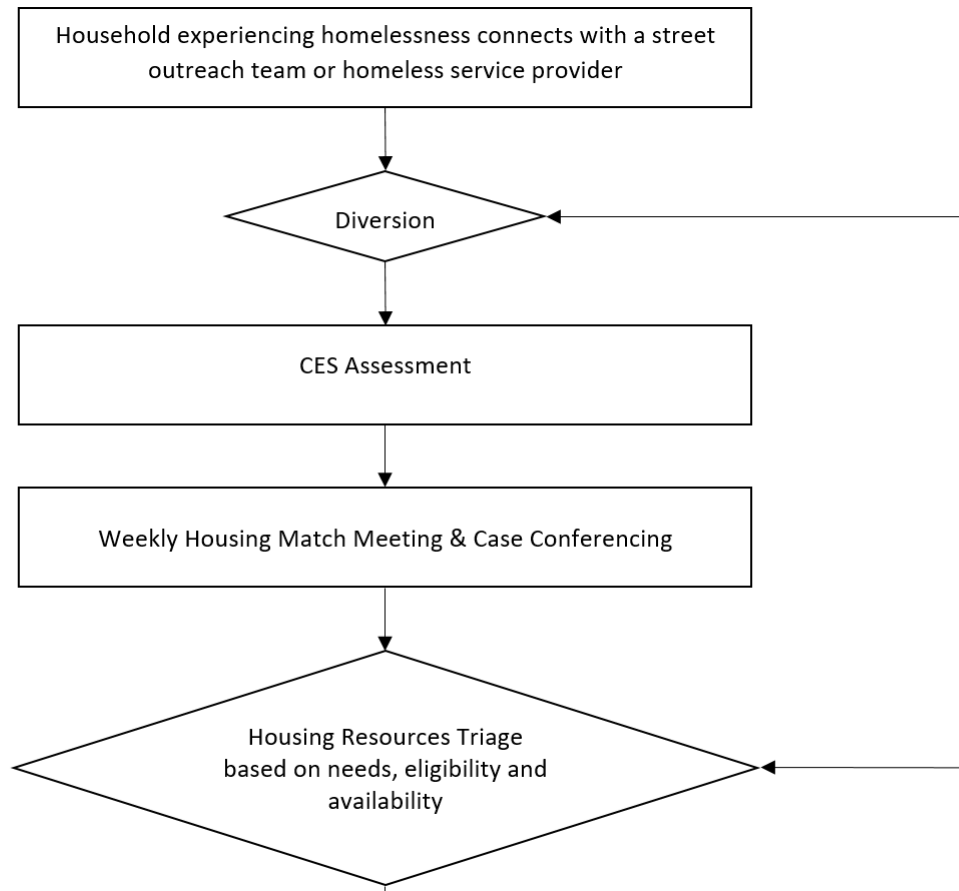 Household experiencing homelessness connects with a street
outreach team or homeless service provider
Diversion
CES Assessment
Weekly Housing Match Meeting & Case Conferencing
Housing Resources Triage
based on needs, eligibility and
availability